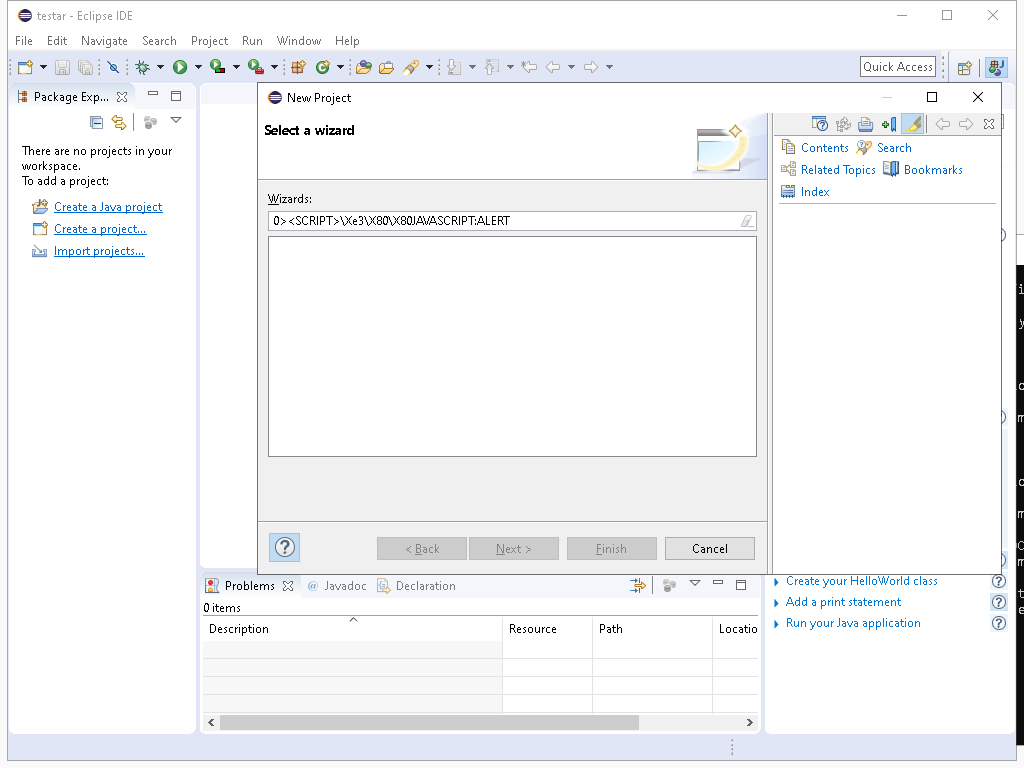 testar - Eclipse IDE
File Edit Navigate Search Project Run Window Help
Quick Access
Package Exp...
There are no projects in your
workspace.
To add a project:
Create a Java project
Create a project...
Import projects...
New Project
Select a wizard
Wizards:
0><SCRIPT>\Xe3\X80\X80JAVASCRIPT:ALERT
< Back
Next >
Finish
Cancel
Contents
Search
Related Topics
Bookmarks
Index
Problems
Javadoc
Declaration
0 items
Description
Resource
Path
Locatio
Create your HelloWorld class
Add a print statement
Run your Java application